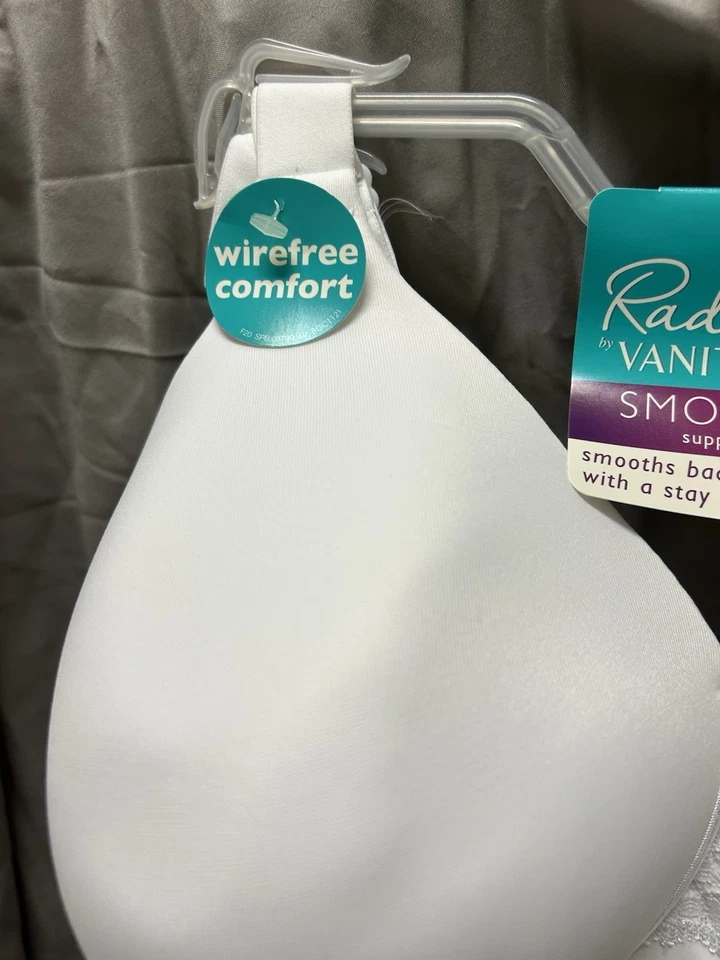 wirefree
comfort
Rad
by VANIT
SMO
supp
smooths bac
with a stay